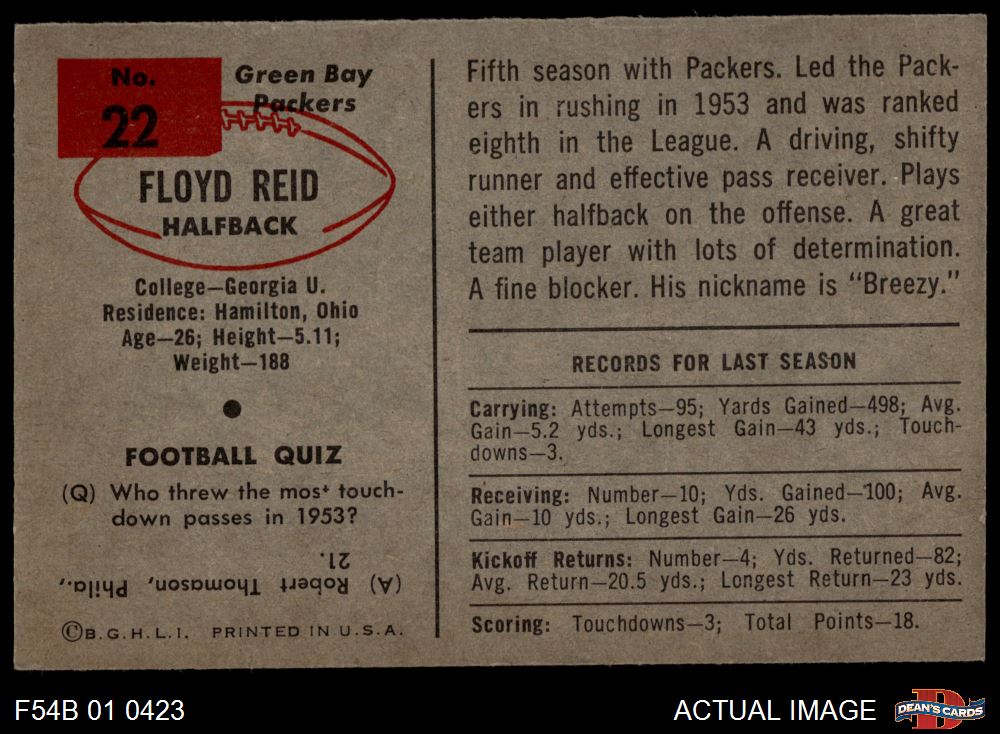 No.
22
Green Bay
Packers
FLOYD REID
HALFBACK
College—Georgia U.
Residence: Hamilton, Ohio
Age—26; Height—5.11;
Weight—188
FOOTBALL QUIZ
(Q) Who threw the most touch-
down passes in 1953?
(A) Robert Thomason, Phila.,
21.
©B.G.H.L.I. PRINTED IN U.S.A.
Fifth season with Packers. Led the Pack-
ers in rushing in 1953 and was ranked
eighth in the League. A driving, shifty
runner and effective pass receiver. Plays
either halfback on the offense. A great
team player with lots of determination.
A fine blocker. His nickname is “Breezy.”
RECORDS FOR LAST SEASON
Carrying: Attempts—95; Yards Gained—498; Avg.
Gain—5.2 yds.; Longest Gain—43 yds.; Touch-
downs—3.
Receiving: Number—10; Yds. Gained—100; Avg.
Gain—10 yds.; Longest Gain—26 yds.
Kickoff Returns: Number—4; Yds. Returned—82;
Avg. Return—20.5 yds.; Longest Return—23 yds.
Scoring: Touchdowns—3; Total Points—18.
F54B 01 0423
ACTUAL IMAGE
DEAN'S CARDS